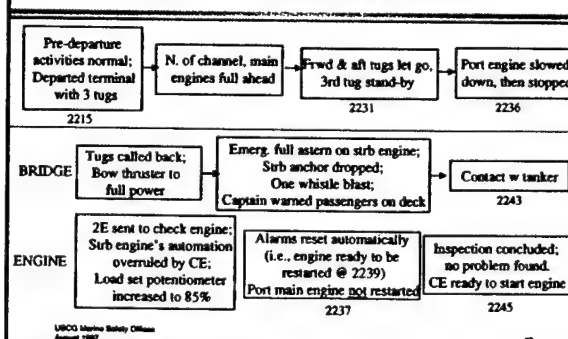 Pre-departure
activities normal;
Departed terminal
with 3 tugs
2215
N. of channel, main
engines full ahead
Frwd & aft tugs let go,
3rd tug stand-by
2231
Port engine slowed
down, then stopped
2236
BRIDGE
Tugs called back;
Bow thruster to
full power
Emerg. full astern on strb engine;
Strb anchor dropped;
One whistle blast;
Captain warned passengers on deck
Contact w tanker
2243
ENGINE
2E sent to check engine;
Strb engine's automation
overruled by CE;
Load set potentiometer
increased to 85%
Alarms reset automatically
(i.e., engine ready to be
restarted @ 2239)
Port main engine not restarted
2237
Inspection concluded;
no problem found.
CE ready to start engine
2245
USCG Marine Safety Offices
August 1997